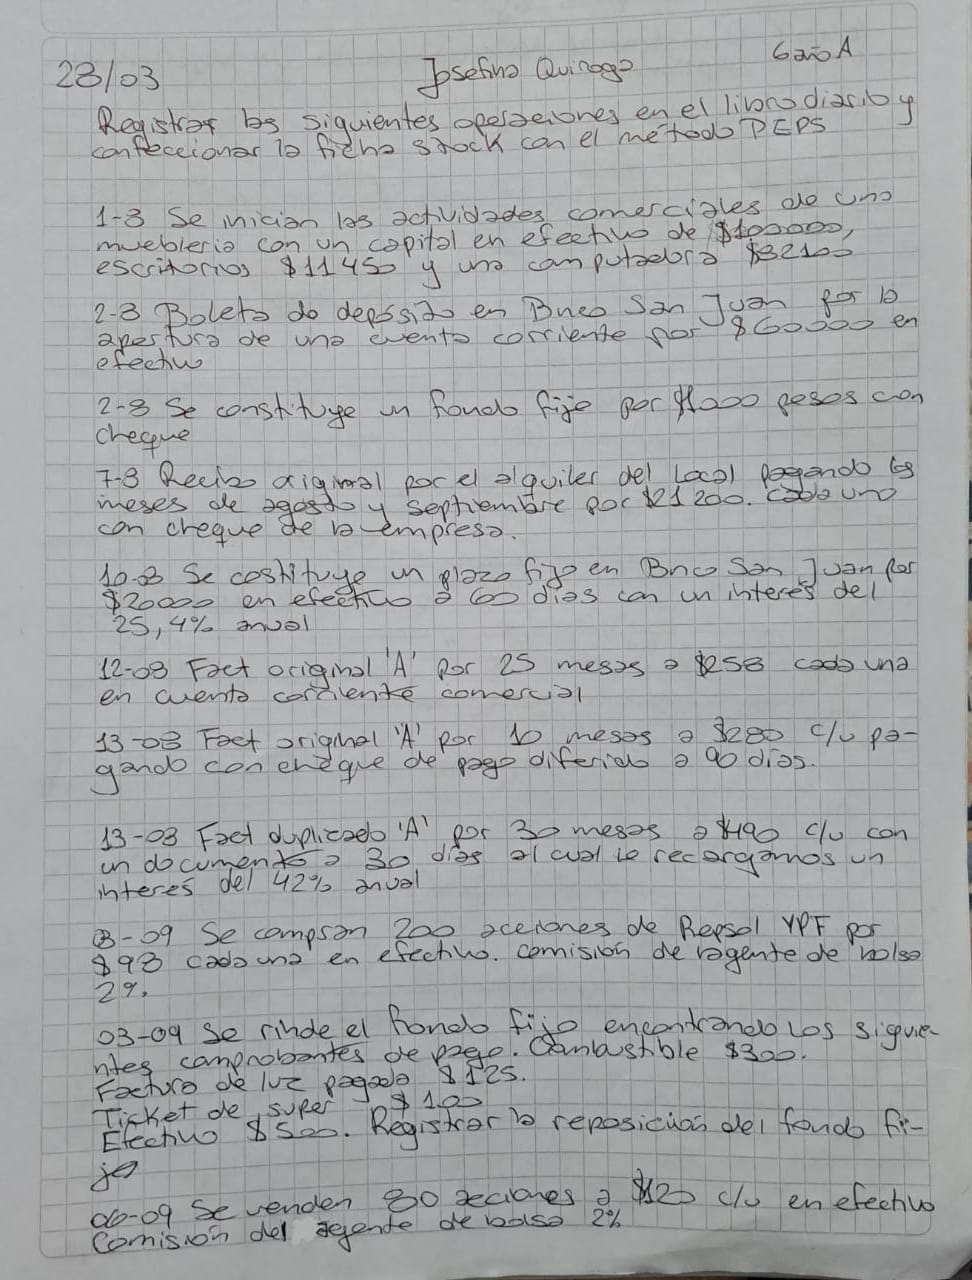 28/03 Josefina Quiroga 6 año A
Registrar las siguientes operaciones en el libro diario y
confeccionar la ficha stock con el método PEPS
1-8 Se inician las actividades comerciales de una
muebleria con un capital en efectivo de $100000,
escritorios $11450 y una computadora $32100
2-8 Boleta de depósito en Bnco San Juan por la
apertura de una cuenta corriente por $60000 en
efectivo
2-8 Se constituye un fondo fijo por $1000 pesos con
cheque
7-8 Recibo original por el alquiler del Local pagando los
meses de agosto y septiembre por $21200. cada uno
con cheque de la empresa.
10-8 Se costituye un plazo fijo en Bnco San Juan por
$20000 en efectivo a 60 dias con un interés del
25,4% anual
12-08 Fact original 'A' por 25 mesas a $258 cada una
en cuenta corriente comercial
13-08 Fact original 'A' por 10 mesas a $280 c/u pa-
gando con cheque de pago diferido a 90 dias.
13-08 Fact duplicado 'A' por 30 mesas a $490 c/u con
un documento a 30 dias al cual le recargamos un
interés del 42% anual
-09 Se compran 200 acciones de Repsol YPF por
$98 cada una en efectivo. comisión de agente de bolsa
2%.
03-09 Se rinde el fondo fijo encontrando los siguie-
ntes comprobantes de pago. Combustible $300.
Factura de luz pagada $125.
Ticket de super $100
Efectivo $500. Registrar la reposición del fondo fi-
jo
06-09 Se venden 80 acciones a $120 c/u en efectivo
Comisión del agente de bolsa 2%